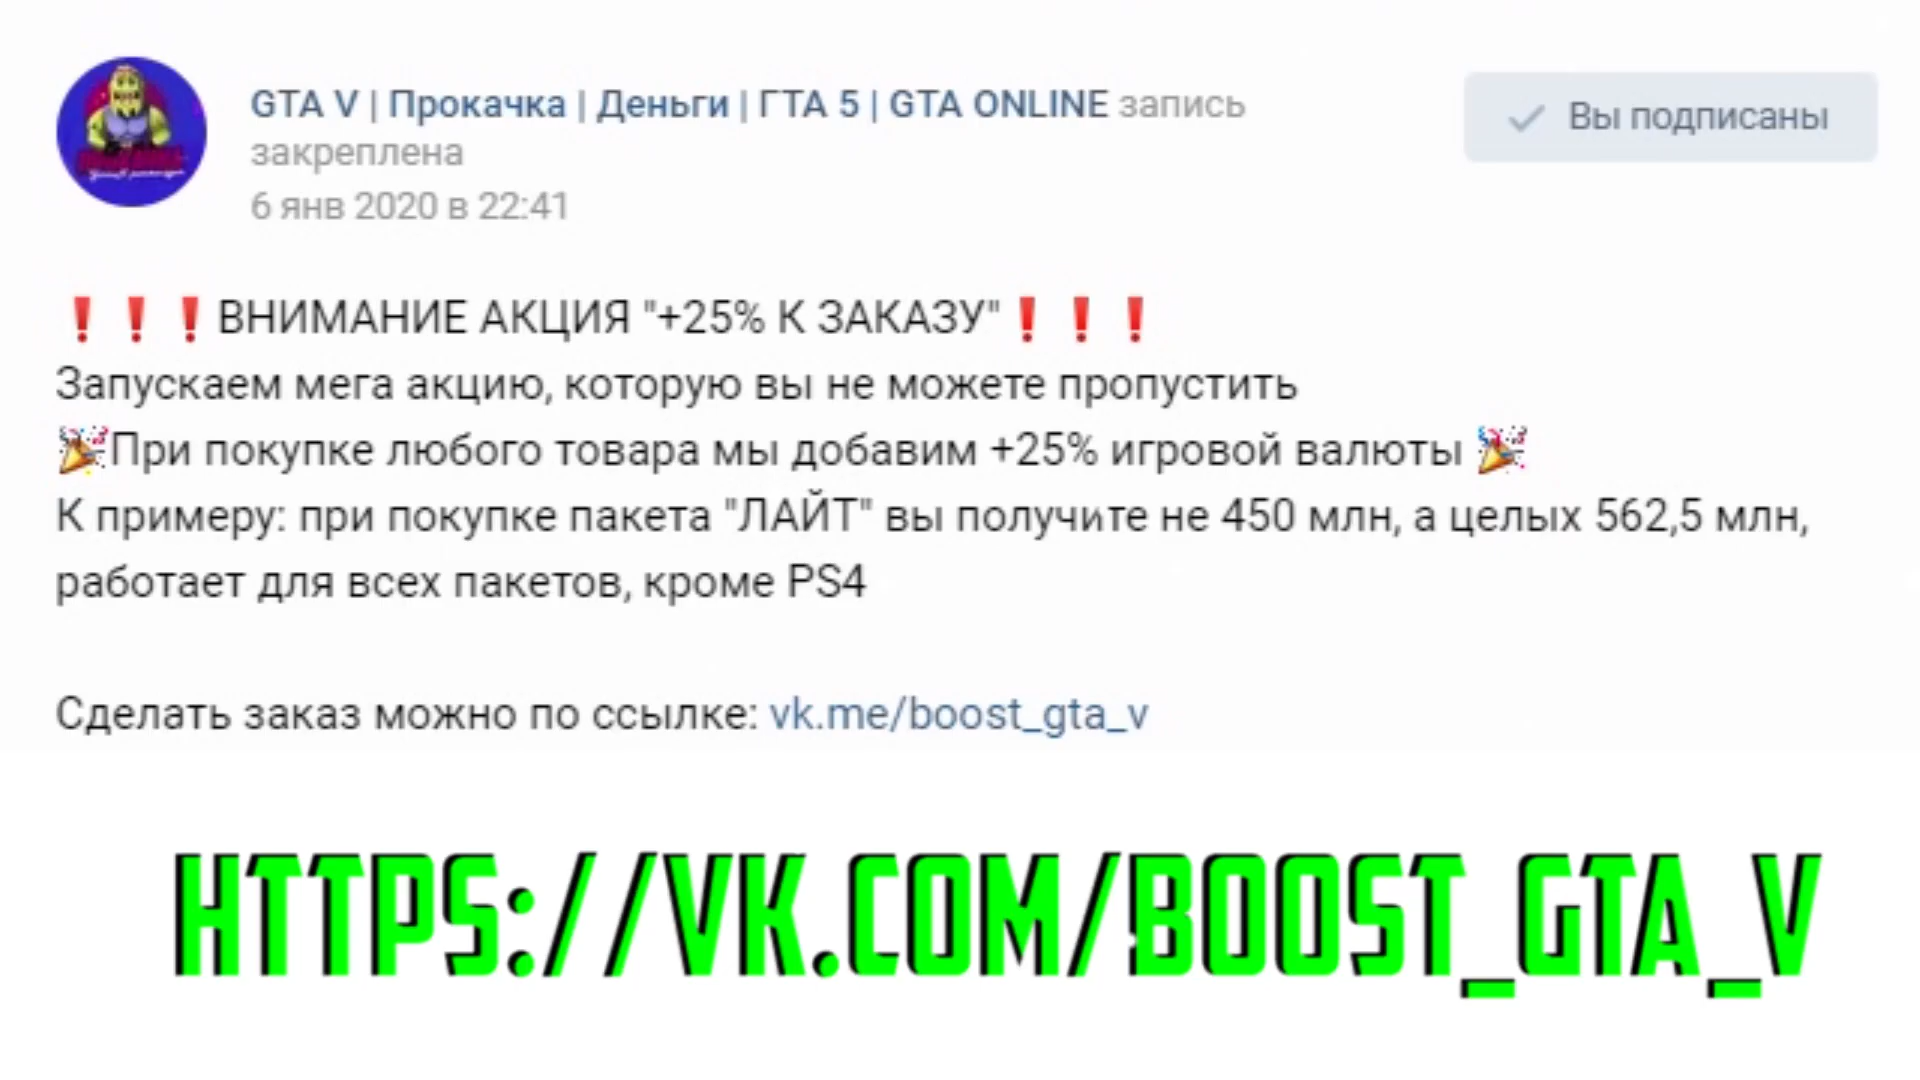 GTA V | Прокачка | Деньги | ГТА 5 | GTA ONLINE запись
закреплена
6 янв 2020 в 22:41
Вы подписаны
❗❗❗ВНИМАНИЕ АКЦИЯ "+25% К ЗАКАЗУ"❗❗❗
Запускаем мега акцию, которую вы не можете пропустить
🎉При покупке любого товара мы добавим +25% игровой валюты 🎉
К примеру: при покупке пакета "ЛАЙТ" вы получите не 450 млн, а целых 562,5 млн,
работает для всех пакетов, кроме PS4
Сделать заказ можно по ссылке: vk.me/boost_gta_v
HTTPS://VK.COM/BOOST_GTA_V